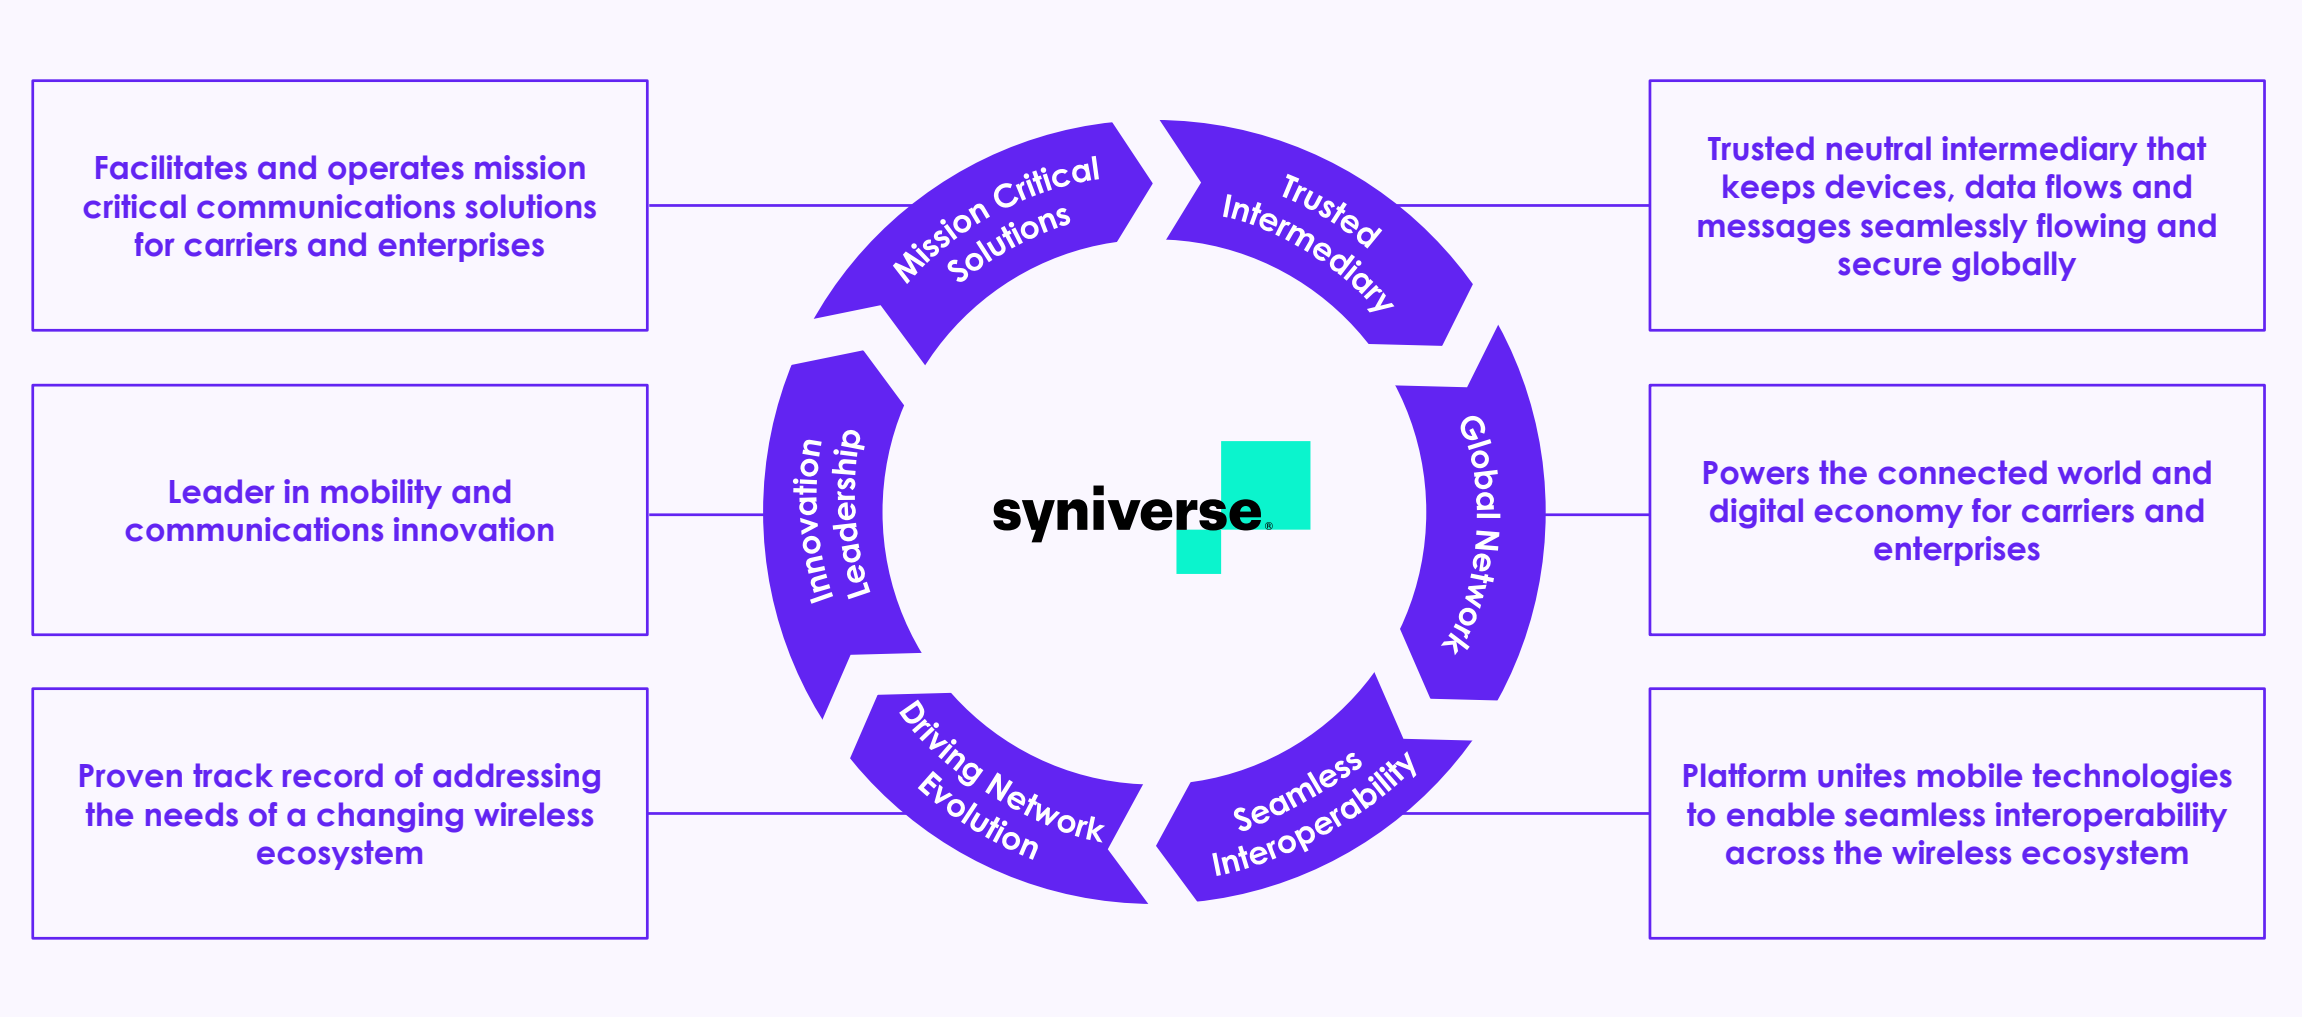 Facilitates and operates mission
critical communications solutions
for carriers and enterprises
Leader in mobility and
communications innovation
Proven track record of addressing
the needs of a changing wireless
ecosystem
Mission Critical
Solutions
Trusted
Intermediary
Global Network
Seamless
Interoperability
Driving Network
Evolution
Innovation
Leadership
syniverse®
Trusted neutral intermediary that
keeps devices, data flows and
messages seamlessly flowing and
secure globally
Powers the connected world and
digital economy for carriers and
enterprises
Platform unites mobile technologies
to enable seamless interoperability
across the wireless ecosystem